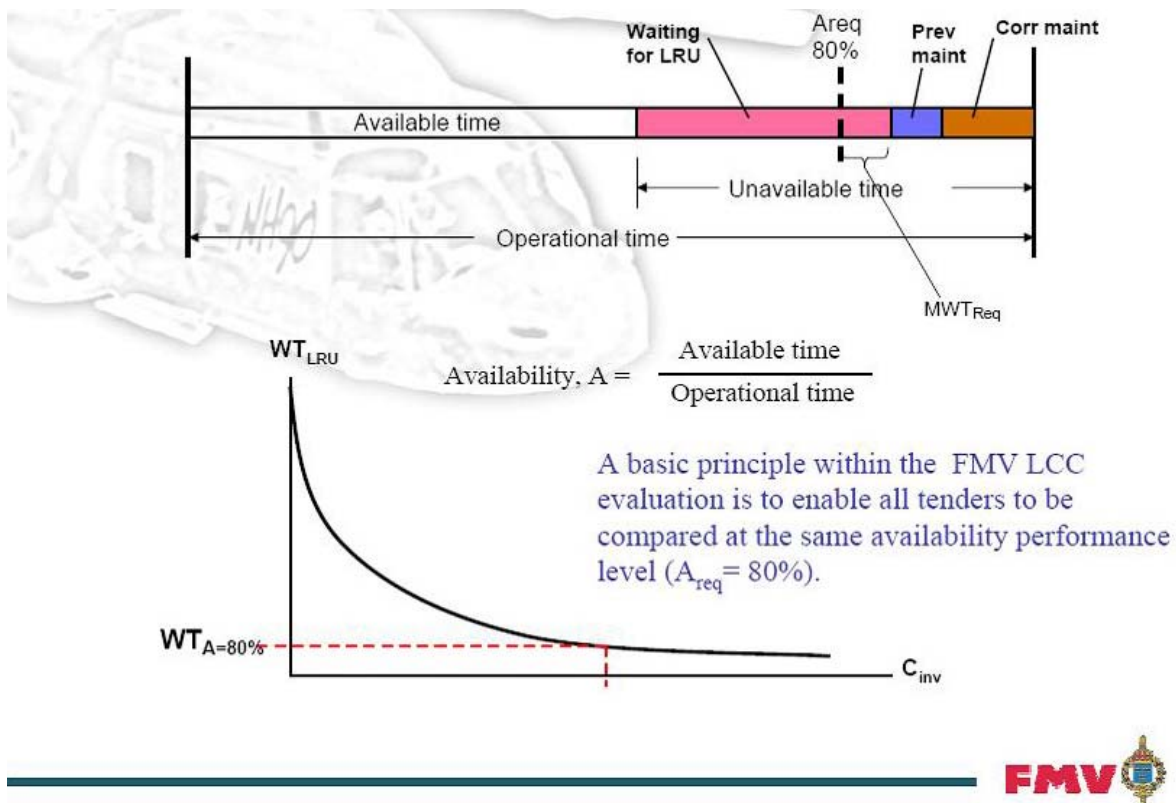 Waiting
for LRU
Areq
80%
Prev
maint
Corr maint
Available time
Unavailable time
Operational time
NH90
MWTReq
WTLRU
Availability, A =
Available time
Operational time
A basic principle within the FMV LCC
evaluation is to enable all tenders to be
compared at the same availability performance
level (Areq= 80%).
WTA=80%
Cinv
FMV